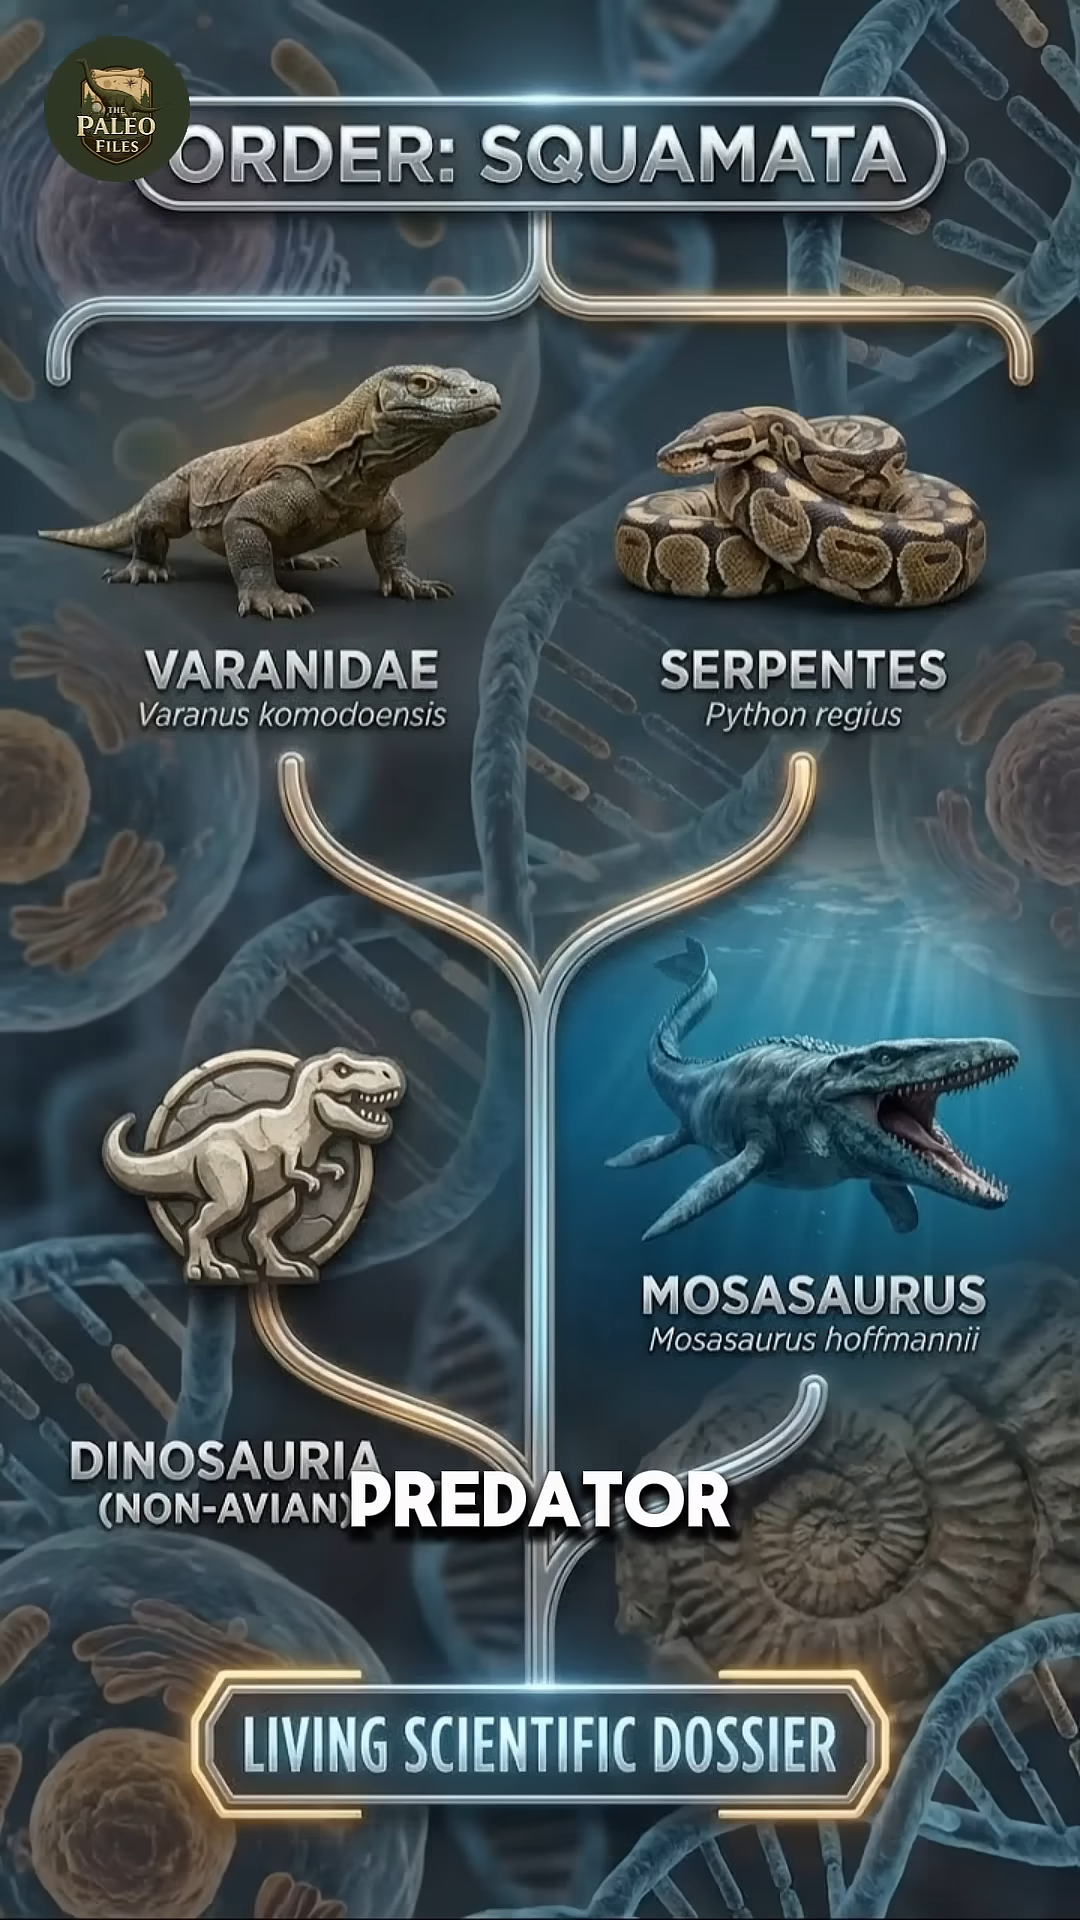 THE
PALEO
FILES
ORDER: SQUAMATA
VARANIDAE
Varanus komodoensis
SERPENTES
Python regius
MOSASAURUS
Mosasaurus hoffmannii
DINOSAURIA
(NON-AVIAN)
PREDATOR
LIVING SCIENTIFIC DOSSIER